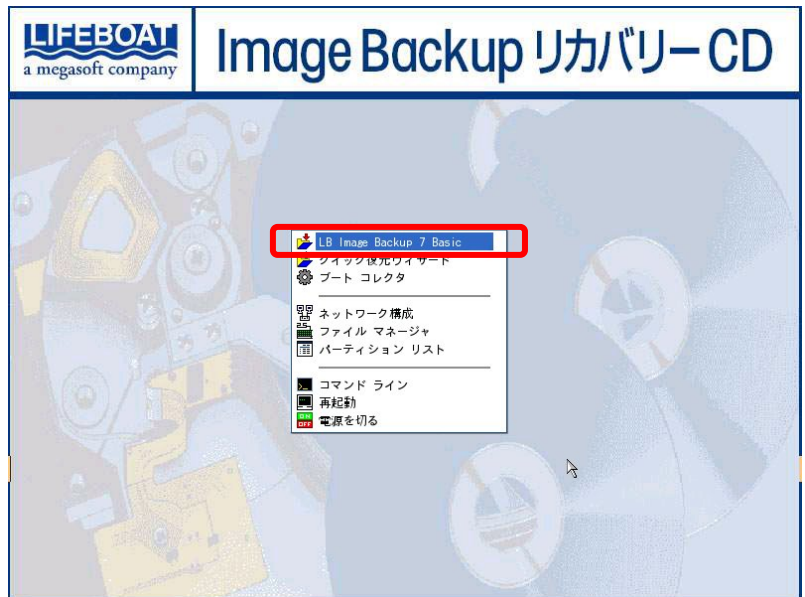 LIFEBOAT
a megasoft company
Image Backup リカバリーCD
LB Image Backup 7 Basic
クイック復元ウィザード
ブート コレクタ
ネットワーク構成
ファイル マネージャ
パーティション リスト
コマンド ライン
再起動
電源を切る